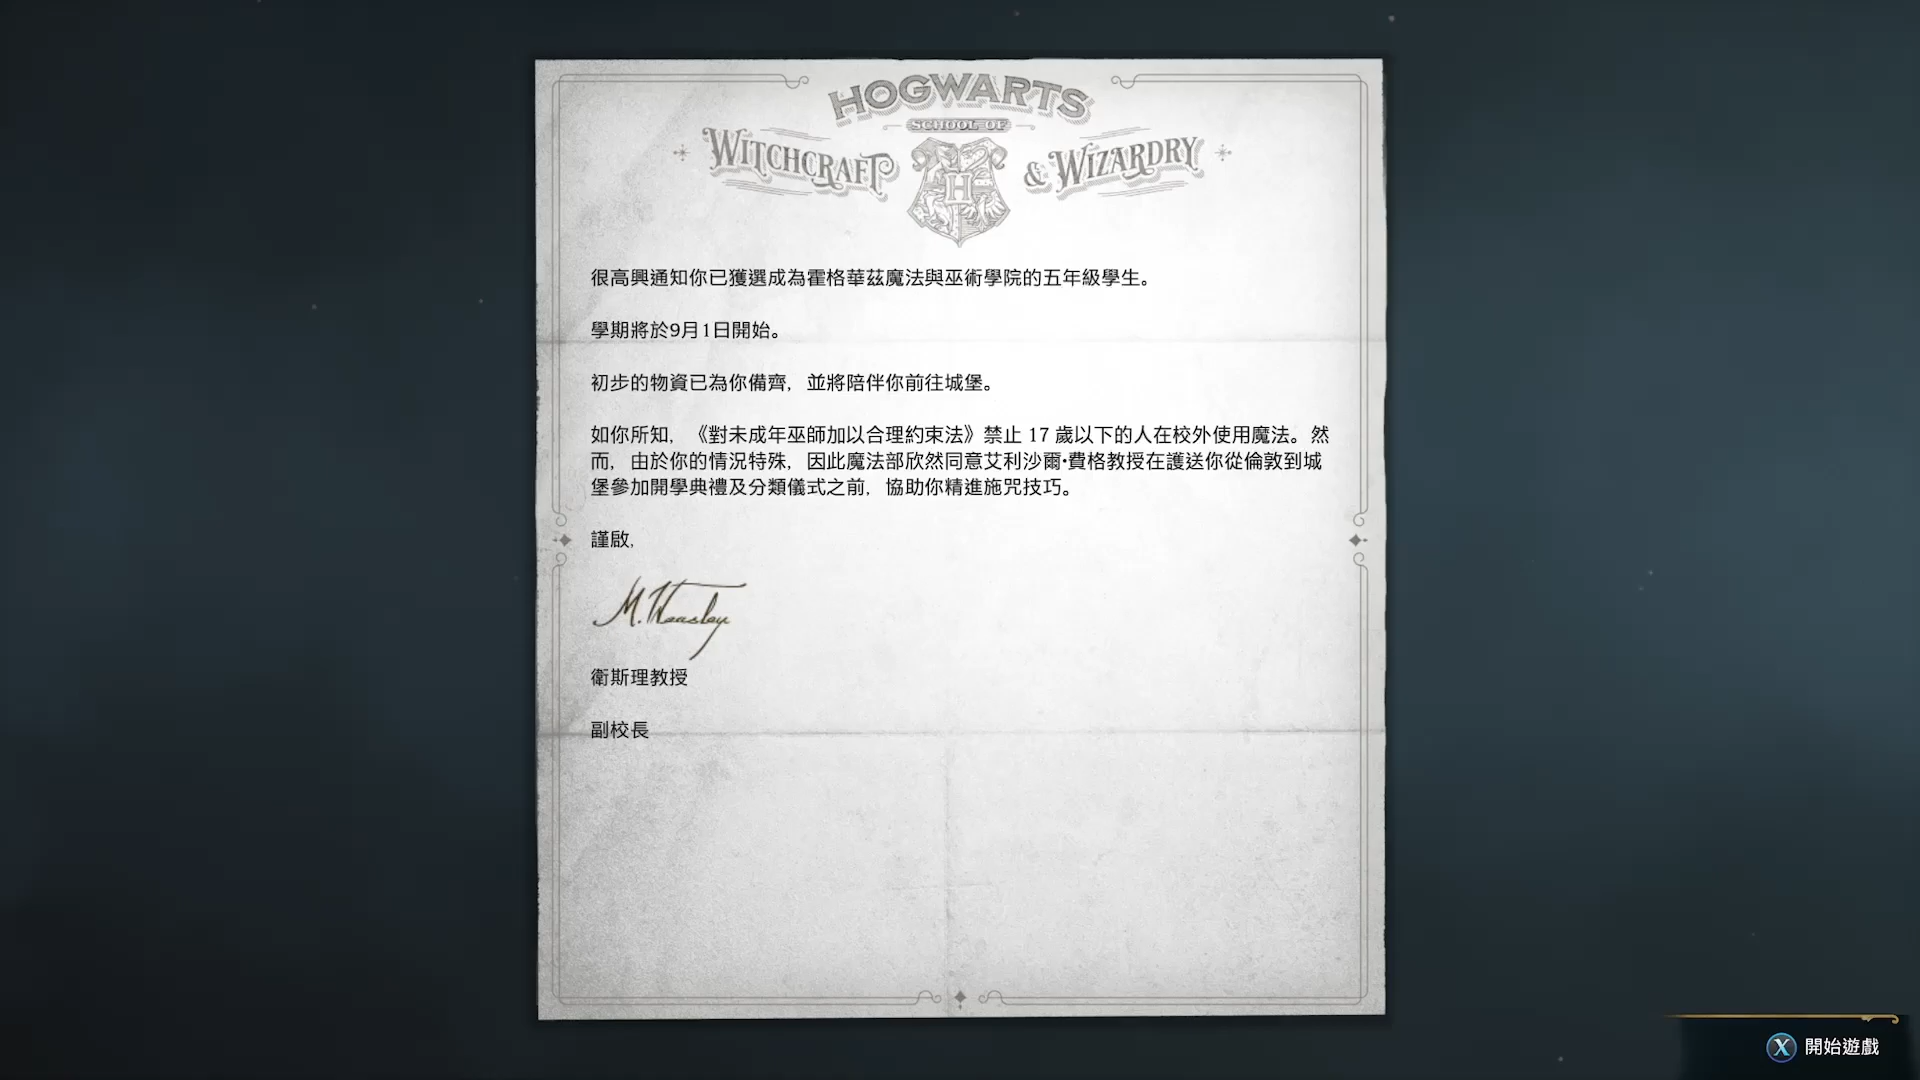 HOGWARTS
SCHOOL OF
WITCHCRAFT & WIZARDRY
H
很高興通知你已獲選成為霍格華茲魔法與巫術學院的五年級學生。
學期將於9月1日開始。
初步的物資已為你備齊，並將陪伴你前往城堡。
如你所知，《對未成年巫師加以合理約束法》禁止 17 歲以下的人在校外使用魔法。然
而，由於你的情況特殊，因此魔法部欣然同意艾利沙爾•費格教授在護送你從倫敦到城
堡參加開學典禮及分類儀式之前，協助你精進施咒技巧。
謹啟，
M. Weasley
衛斯理教授
副校長
X 開始遊戲